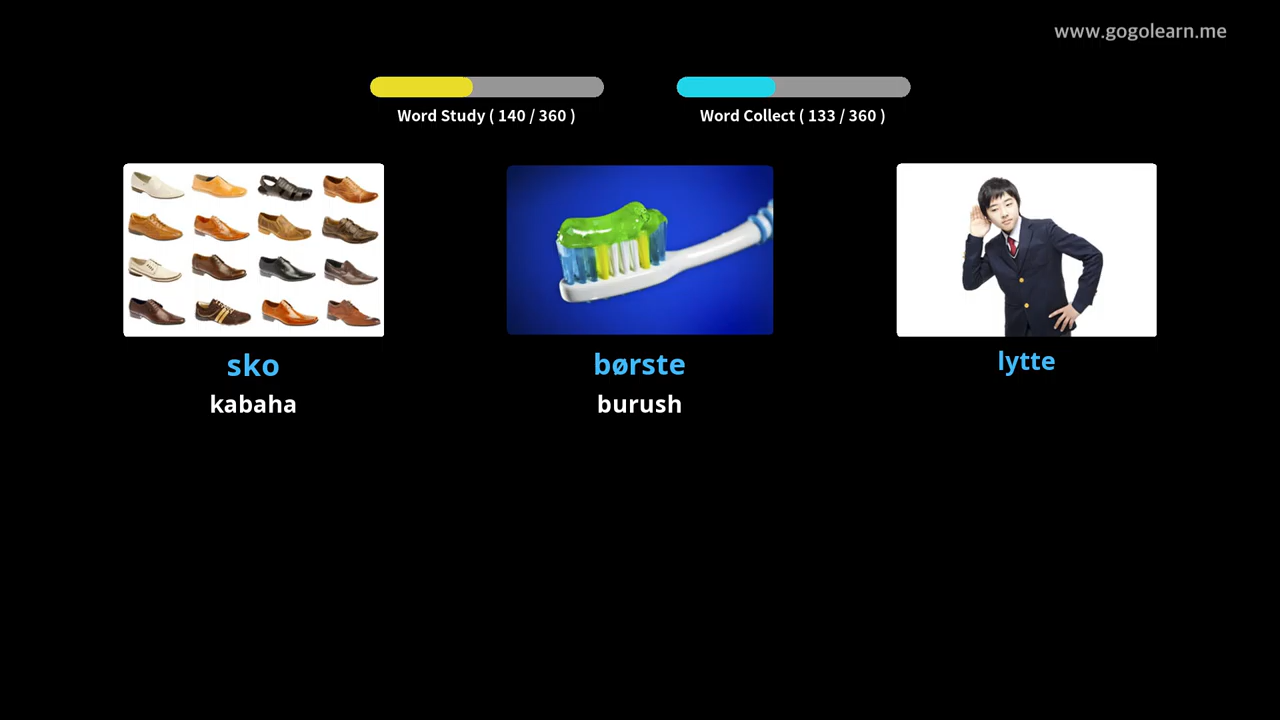 www.gogolearn.me
Word Study ( 140 / 360 )
Word Collect ( 133 / 360 )
sko
kabaha
børste
burush
lytte